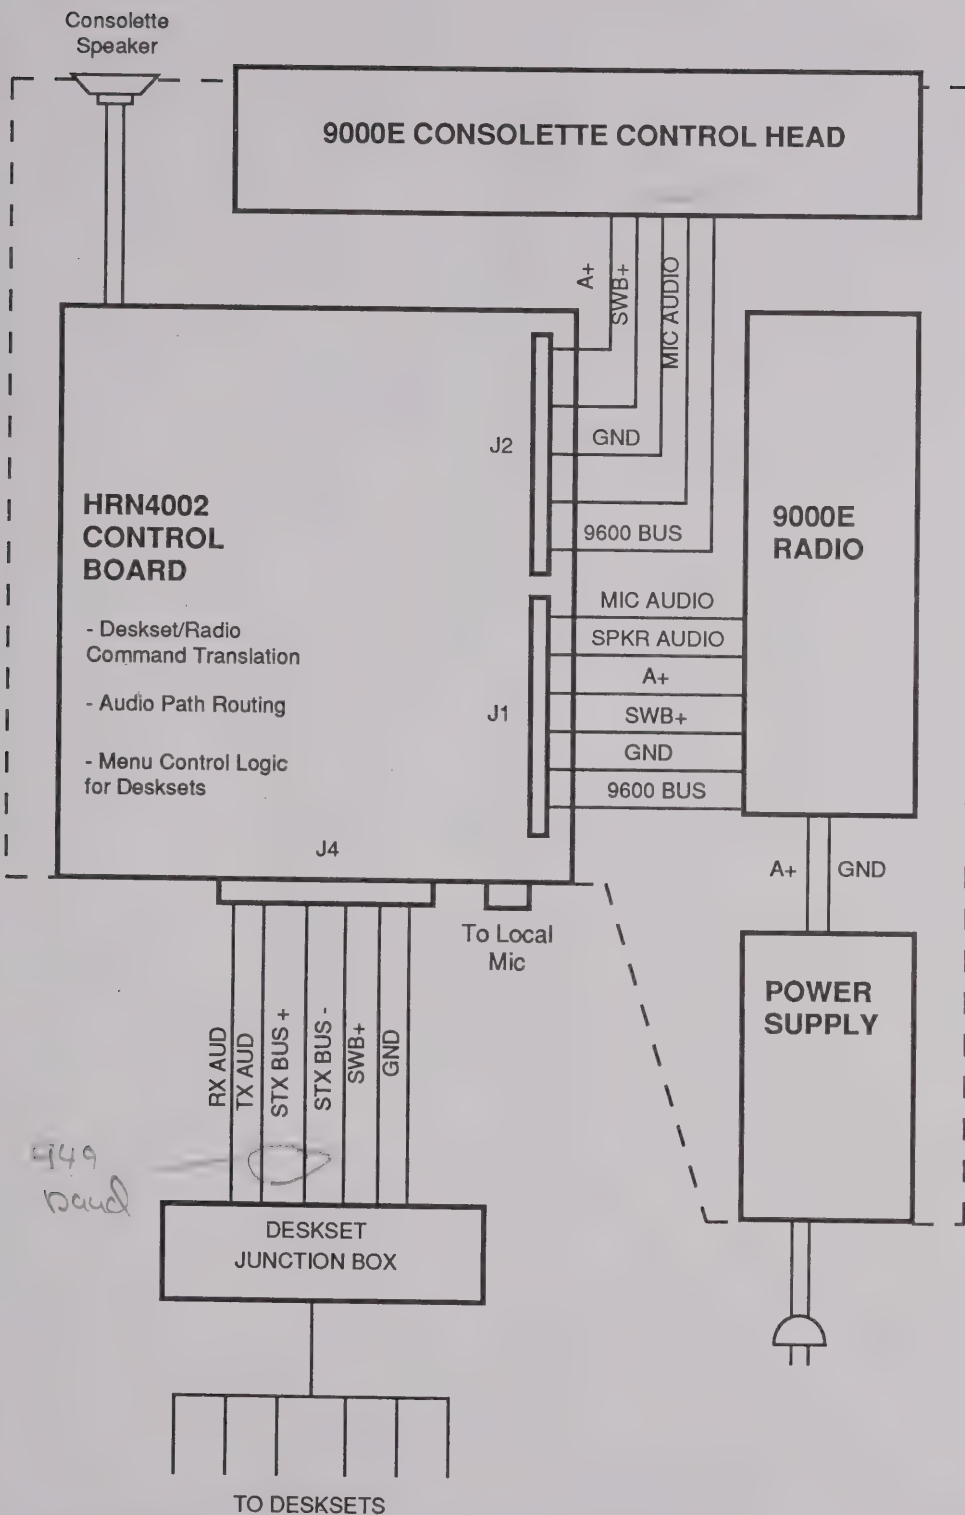 Consolette
Speaker
9000E CONSOLETTE CONTROL HEAD
A+
SWB+
MIC AUDIO
J2
GND
9600 BUS
HRN4002
CONTROL
BOARD
- Deskset/Radio
Command Translation
- Audio Path Routing
- Menu Control Logic
for Desksets
9000E
RADIO
MIC AUDIO
SPKR AUDIO
A+
J1
SWB+
GND
9600 BUS
J4
A+
GND
To Local
Mic
POWER
SUPPLY
RX AUD
TX AUD
STX BUS +
STX BUS -
SWB+
GND
DESKSET
JUNCTION BOX
TO DESKSETS